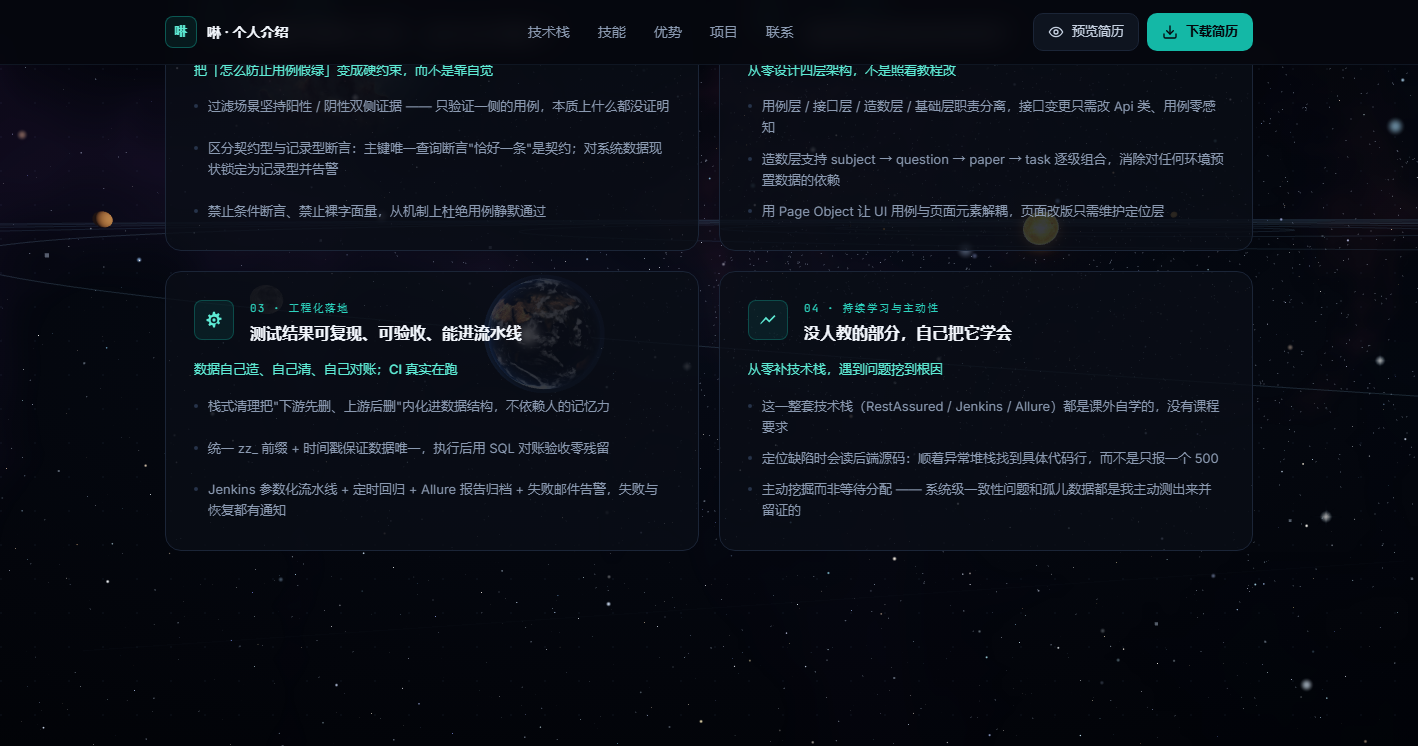 咻
咻 · 个人介绍
技术栈
技能
优势
项目
联系
预览简历
下载简历
把「怎么防止用例假绿」变成硬约束，而不是靠自觉
过滤场景坚持阳性 / 阴性双侧证据 —— 只验证一侧的用例，本质上什么都没证明
区分契约型与记录型断言：主键唯一查询断言"恰好一条"是契约；对系统数据现
状锁定为记录型并告警
禁止条件断言、禁止裸字面量，从机制上杜绝用例静默通过
从零设计四层架构，不是照着教程改
用例层 / 接口层 / 造数层 / 基础层职责分离，接口变更只需改 Api 类、用例零感
知
造数层支持 subject → question → paper → task 逐级组合，消除对任何环境预
置数据的依赖
用 Page Object 让 UI 用例与页面元素解耦，页面改版只需维护定位层
03 · 工程化落地
测试结果可复现、可验收、能进流水线
数据自己造、自己清、自己对账；CI 真实在跑
栈式清理把"下游先删、上游后删"内化进数据结构，不依赖人的记忆力
统一 zz_ 前缀 + 时间戳保证数据唯一，执行后用 SQL 对账验收零残留
Jenkins 参数化流水线 + 定时回归 + Allure 报告归档 + 失败邮件告警，失败与
恢复都有通知
04 · 持续学习与主动性
没人教的部分，自己把它学会
从零补技术栈，遇到问题挖到根因
这一整套技术栈（RestAssured / Jenkins / Allure）都是课外自学的，没有课程
要求
定位缺陷时会读后端源码：顺着异常堆栈找到具体代码行，而不是只报一个 500
主动挖掘而非等待分配 —— 系统级一致性问题和孤儿数据都是我主动测出来并
留证的